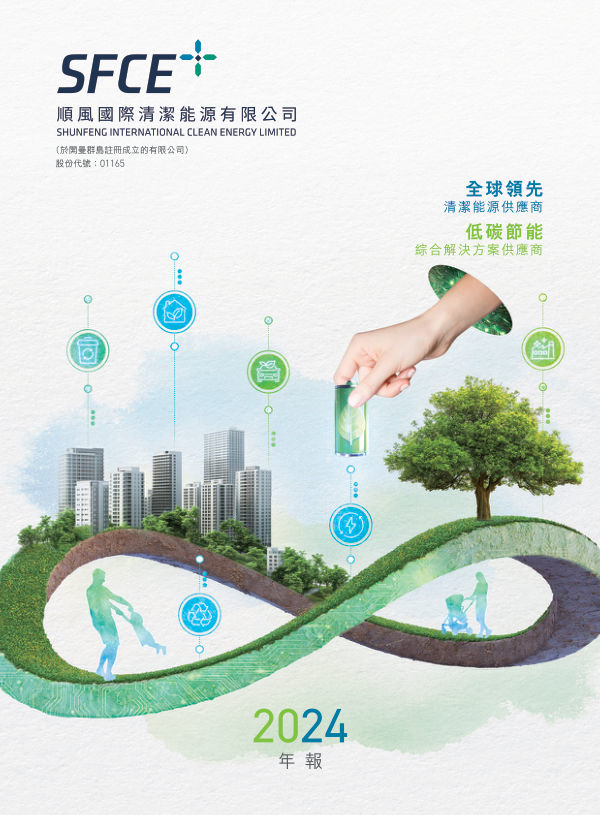 SFCE
順風國際清潔能源有限公司
SHUNFENG INTERNATIONAL CLEAN ENERGY LIMITED
(於開曼群島註冊成立的有限公司)
股份代號：01165
全球領先
清潔能源供應商
低碳節能
綜合解決方案供應商
2024
年報